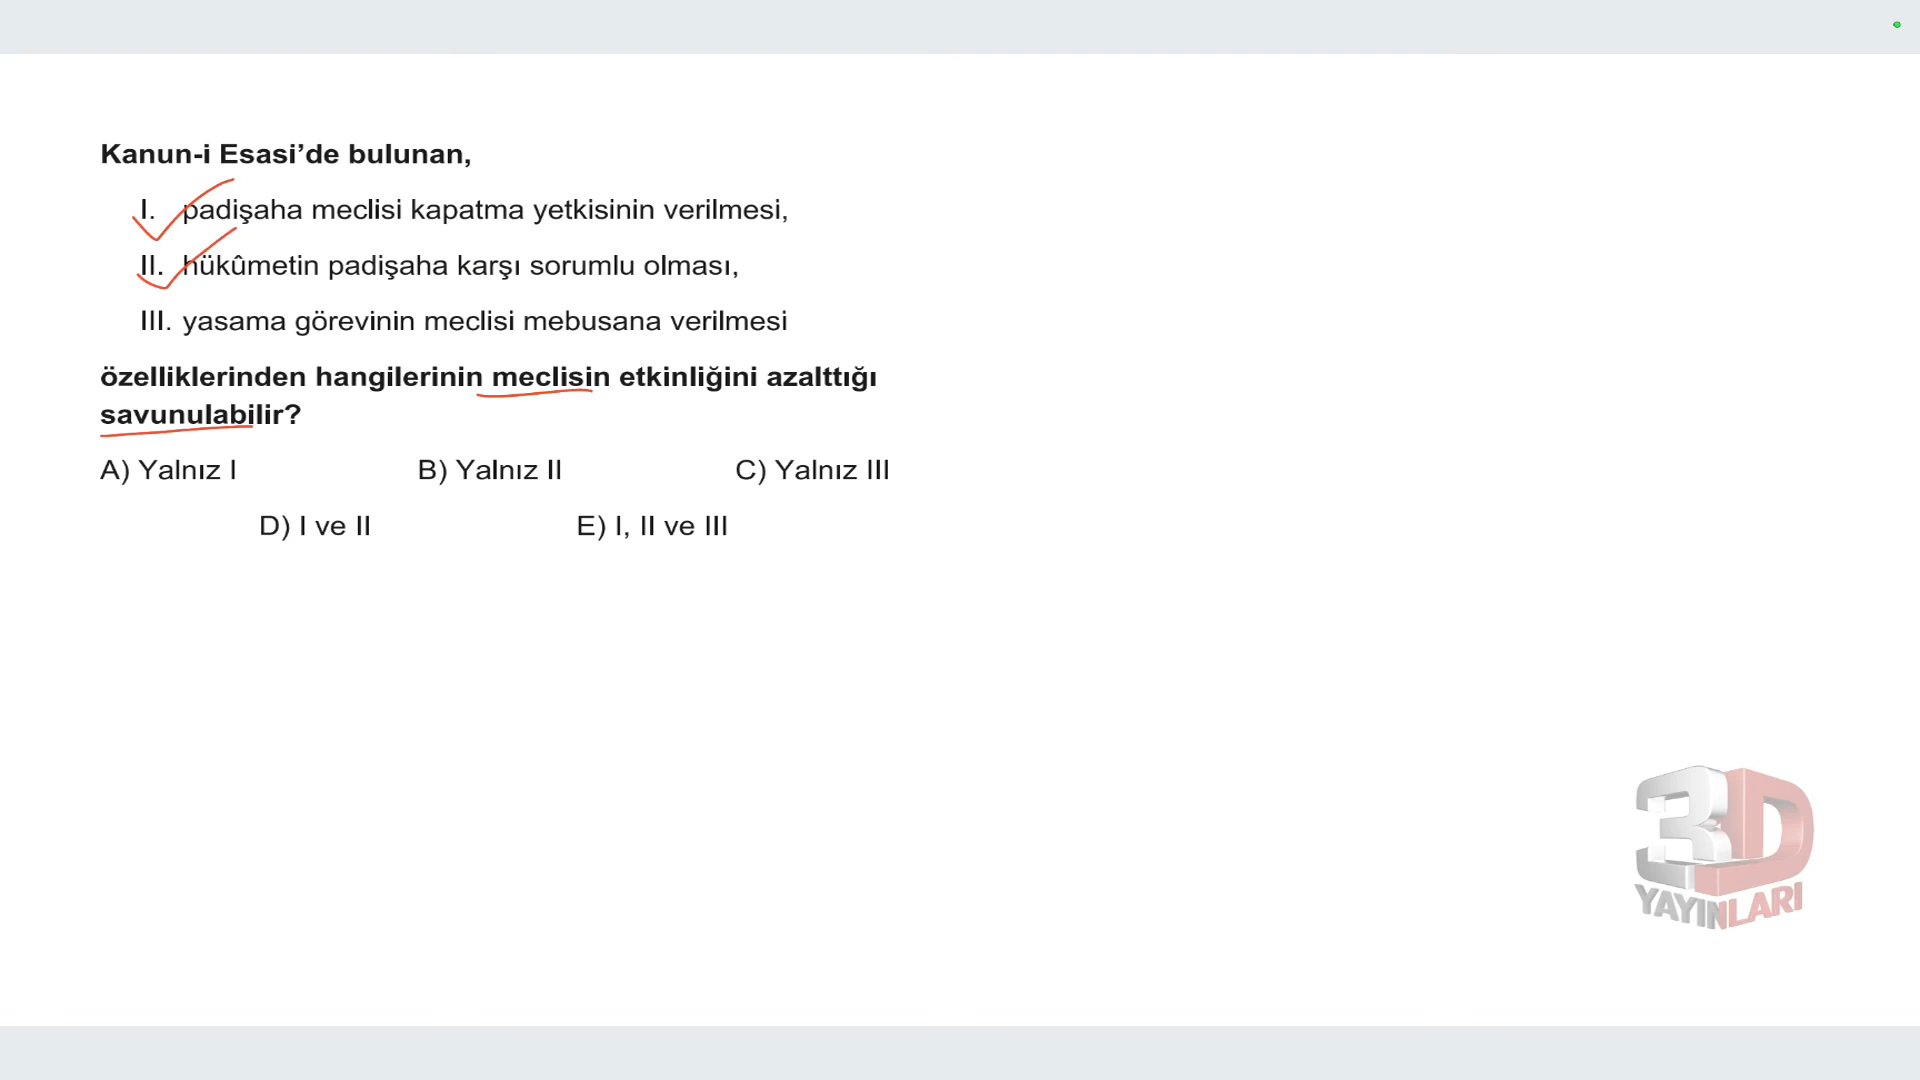 Kanun-i Esasi’de bulunan,
I. padişaha meclisi kapatma yetkisinin verilmesi,
II. hükûmetin padişaha karşı sorumlu olması,
III. yasama görevinin meclisi mebusana verilmesi
özelliklerinden hangilerinin meclisin etkinliğini azalttığı
savunulabilir?
A) Yalnız I B) Yalnız II C) Yalnız III
D) I ve II E) I, II ve III
3D
YAYINLARI